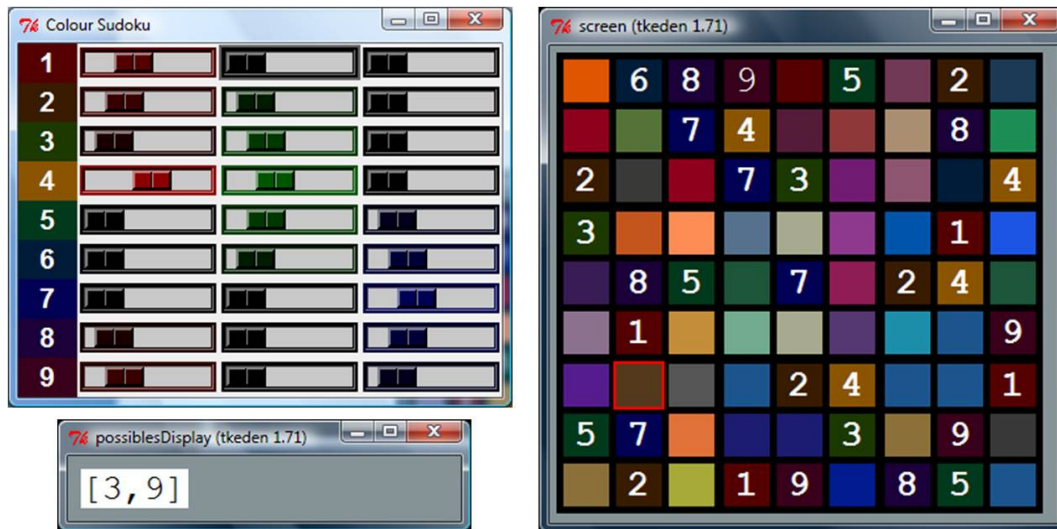 Colour Sudoku
1
2
3
4
5
6
7
8
9
possiblesDisplay (tkeden 1.71)
[3,9]
screen (tkeden 1.71)
6 8 9 5 2
7 4 8
2 7 3 4
3 1
8 5 7 2 4
1 9
2 4 1
5 7 3 9
2 1 9 8 5